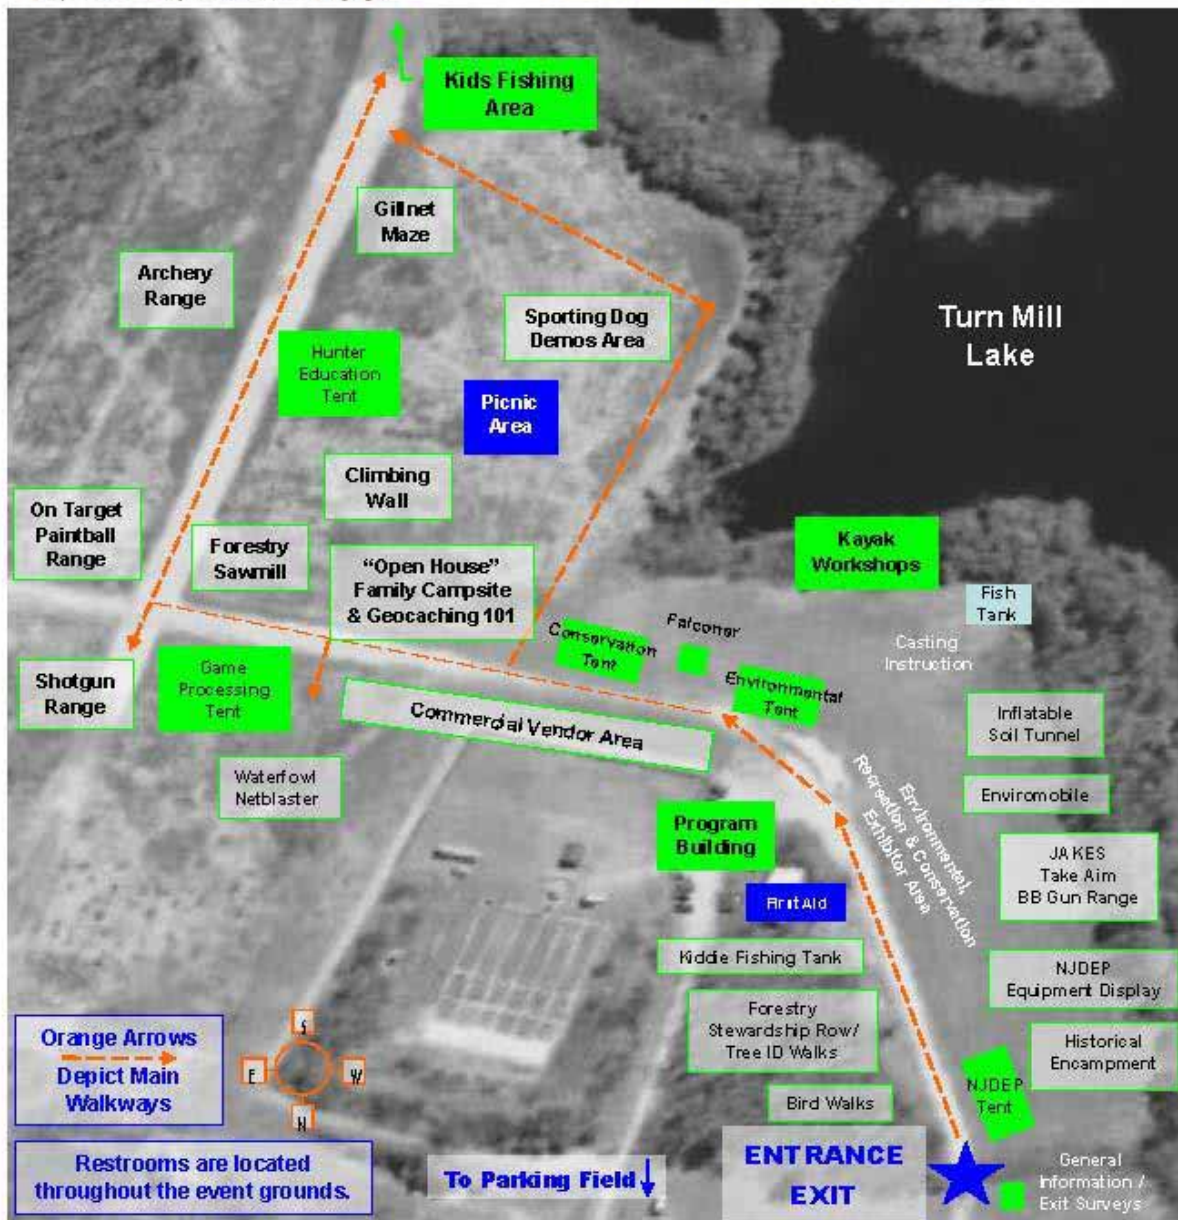 Kids Fishing
Area
Gillnet
Maze
Archery
Range
Sporting Dog
Demos Area
Turn Mill
Lake
Hunter
Education
Tent
Picnic
Area
Climbing
Wall
On Target
Paintball
Range
Forestry
Sawmill
"Open House"
Family Campsite
& Geocaching 101
Kayak
Workshops
Fish
Tank
Casting
Instruction
Falconer
Conservation
Tent
Environmental
Tent
Shotgun
Range
Game
Processing
Tent
Commercial Vendor Area
Inflatable
Soil Tunnel
Waterfowl
Netblaster
Enviromobile
Environmental,
Recreation & Conservation
Exhibitor Area
Program
Building
JAKES
Take Aim
BB Gun Range
First Aid
Kiddie Fishing Tank
NJDEP
Equipment Display
Forestry
Stewardship Row/
Tree ID Walks
Historical
Encampment
Orange Arrows
Depict Main
Walkways
S
E
W
N
NJDEP
Tent
Bird Walks
Restrooms are located
throughout the event grounds.
To Parking Field
ENTRANCE
EXIT
General
Information /
Exit Surveys